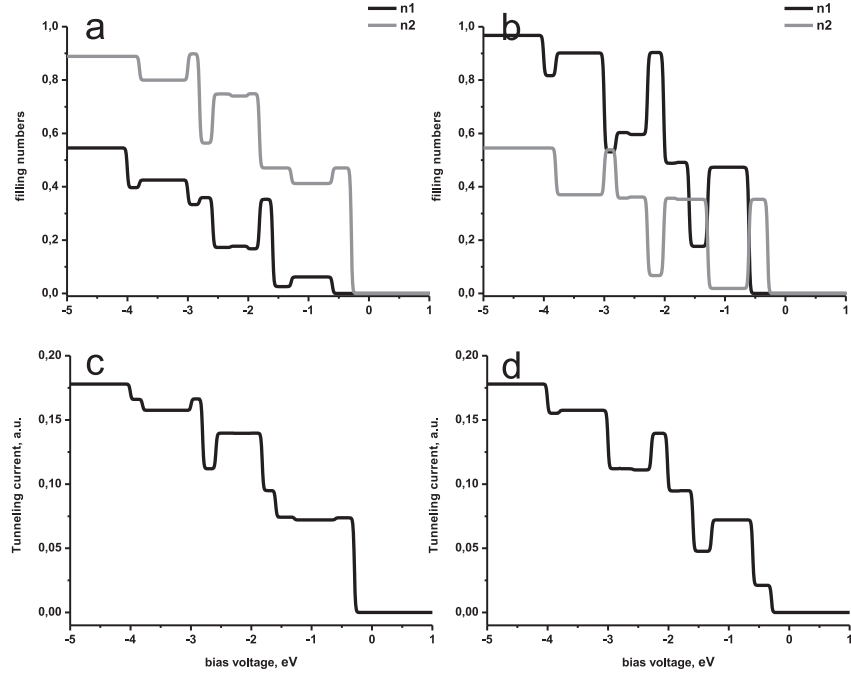 n1
n2
n1
n2
a
b
1,0
0,8
0,6
0,4
0,2
0,0
filling numbers
-5 -4 -3 -2 -1 0 1
1,0
0,8
0,6
0,4
0,2
0,0
filling numbers
-5 -4 -3 -2 -1 0 1
c
d
0,20
0,15
0,10
0,05
0,00
Tunneling current, a.u.
-5 -4 -3 -2 -1 0 1
bias voltage, eV
0,20
0,15
0,10
0,05
0,00
Tunneling current, a.u.
-5 -4 -3 -2 -1 0 1
bias voltage, eV